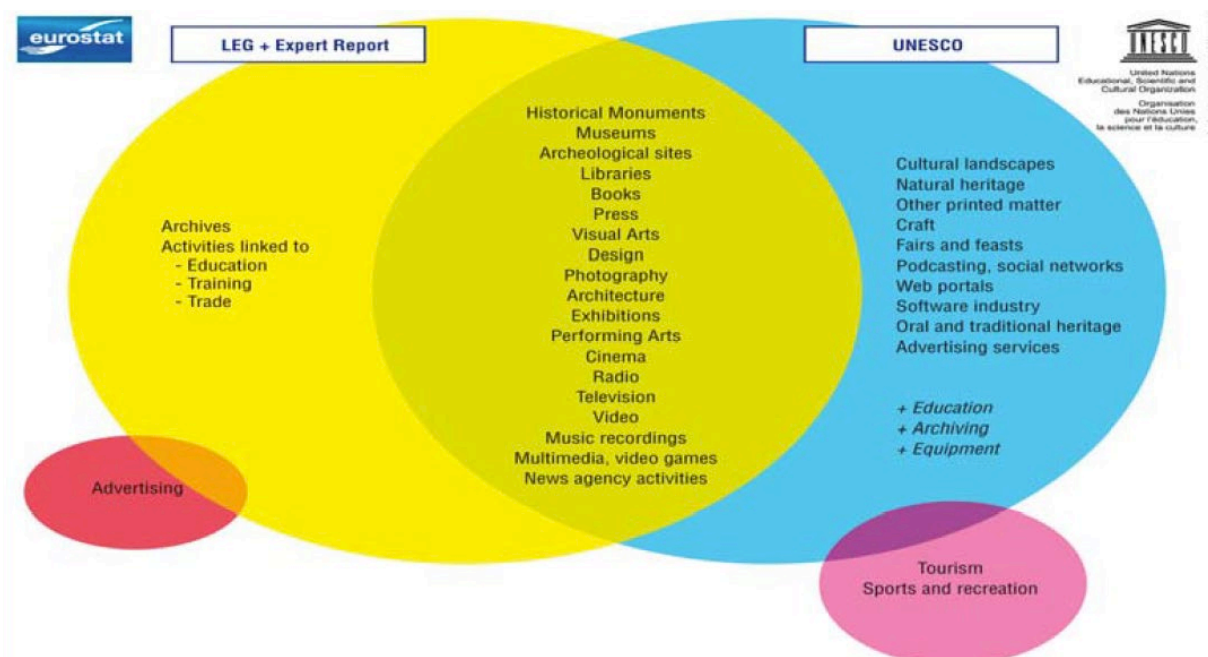 eurostat
LEG + Expert Report
UNESCO
UNESCO
United Nations
Educational, Scientific and
Cultural Organization
Organisation
des Nations Unies
pour l'éducation,
la science et la culture
Archives
Activities linked to
- Education
- Training
- Trade
Historical Monuments
Museums
Archeological sites
Libraries
Books
Press
Visual Arts
Design
Photography
Architecture
Exhibitions
Performing Arts
Cinema
Radio
Television
Video
Music recordings
Multimedia, video games
News agency activities
Cultural landscapes
Natural heritage
Other printed matter
Craft
Fairs and feasts
Podcasting, social networks
Web portals
Software industry
Oral and traditional heritage
Advertising services
+ Education
+ Archiving
+ Equipment
Advertising
Tourism
Sports and recreation